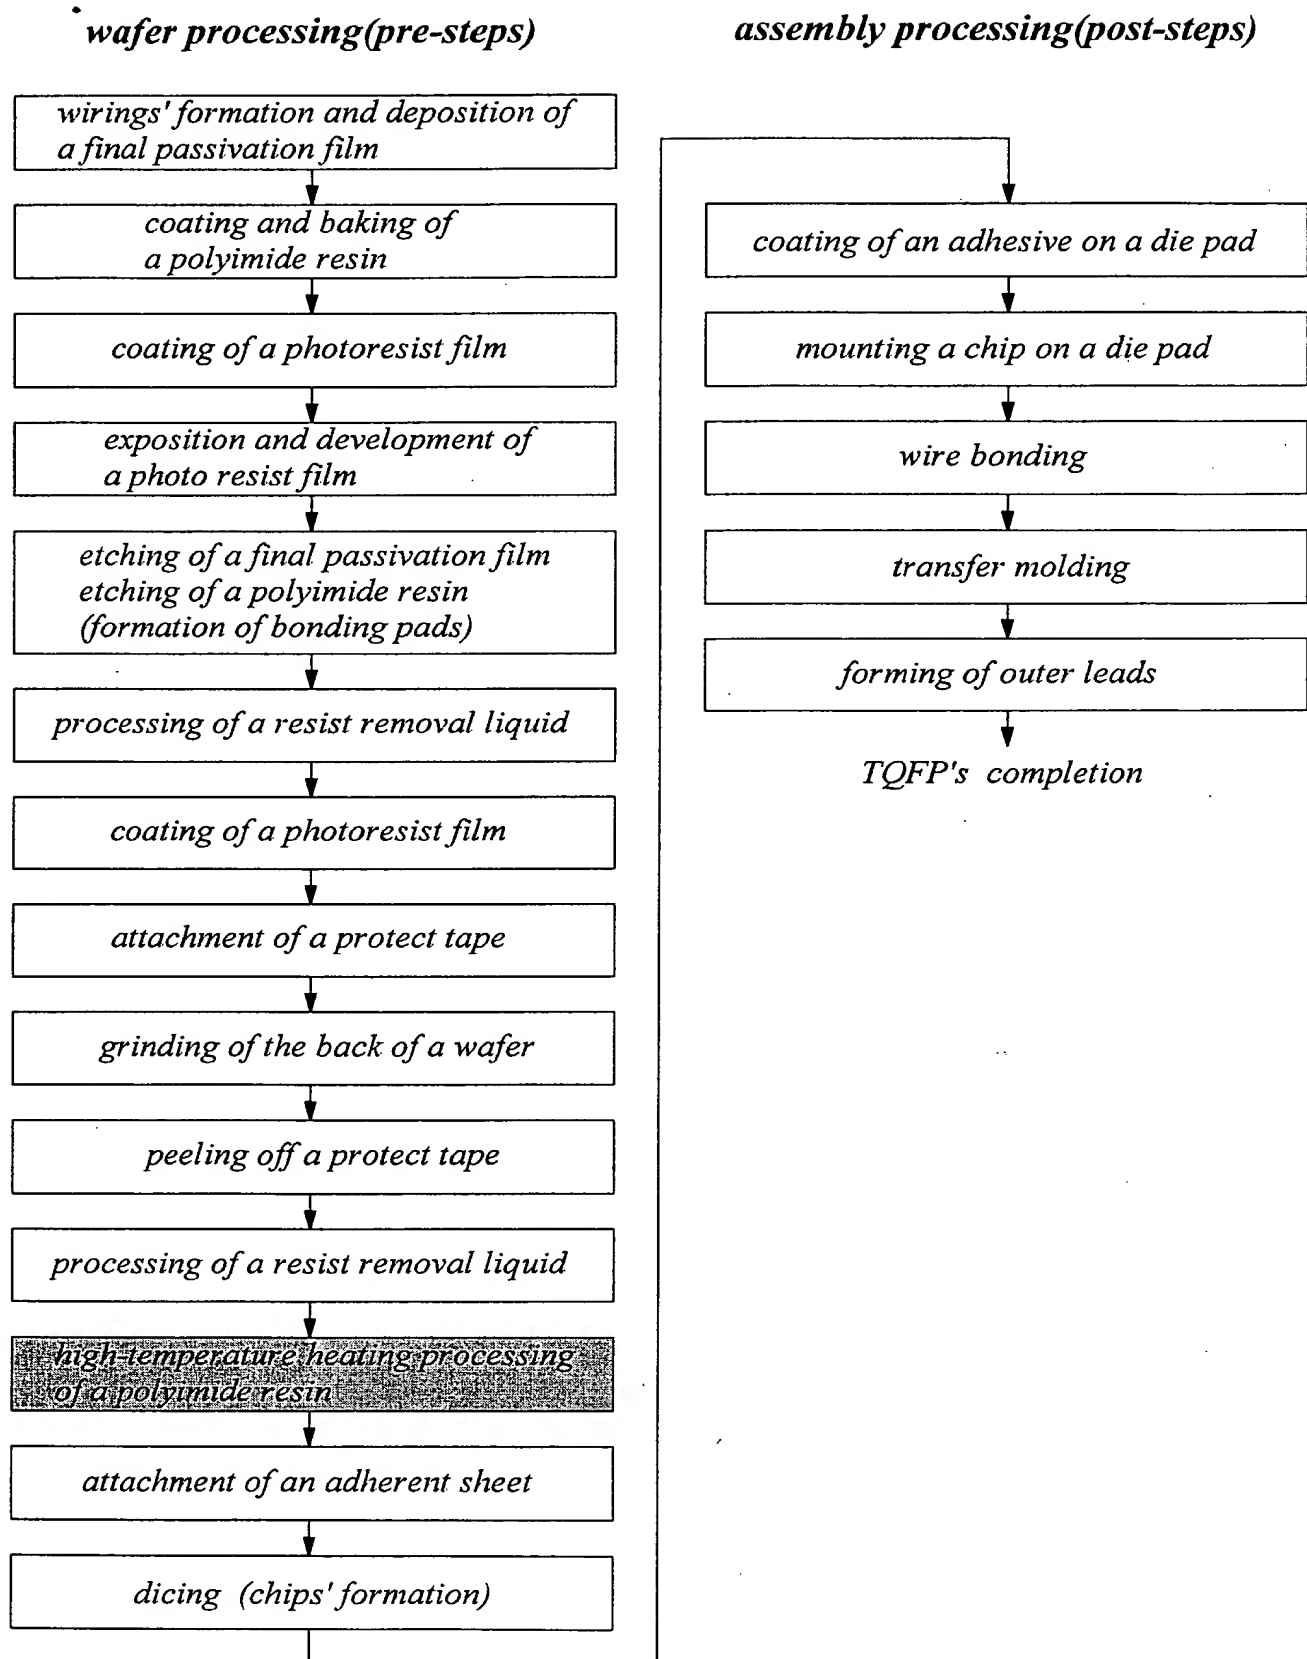 wafer processing(pre-steps)
wirings' formation and deposition of
a final passivation film
coating and baking of
a polyimide resin
coating of a photoresist film
exposition and development of
a photo resist film
etching of a final passivation film
etching of a polyimide resin
(formation of bonding pads)
processing of a resist removal liquid
coating of a photoresist film
attachment of a protect tape
grinding of the back of a wafer
peeling off a protect tape
processing of a resist removal liquid
high-temperature heating processing
of a polyimide resin
attachment of an adherent sheet
dicing (chips' formation)
assembly processing(post-steps)
coating of an adhesive on a die pad
mounting a chip on a die pad
wire bonding
transfer molding
forming of outer leads
TQFP's completion